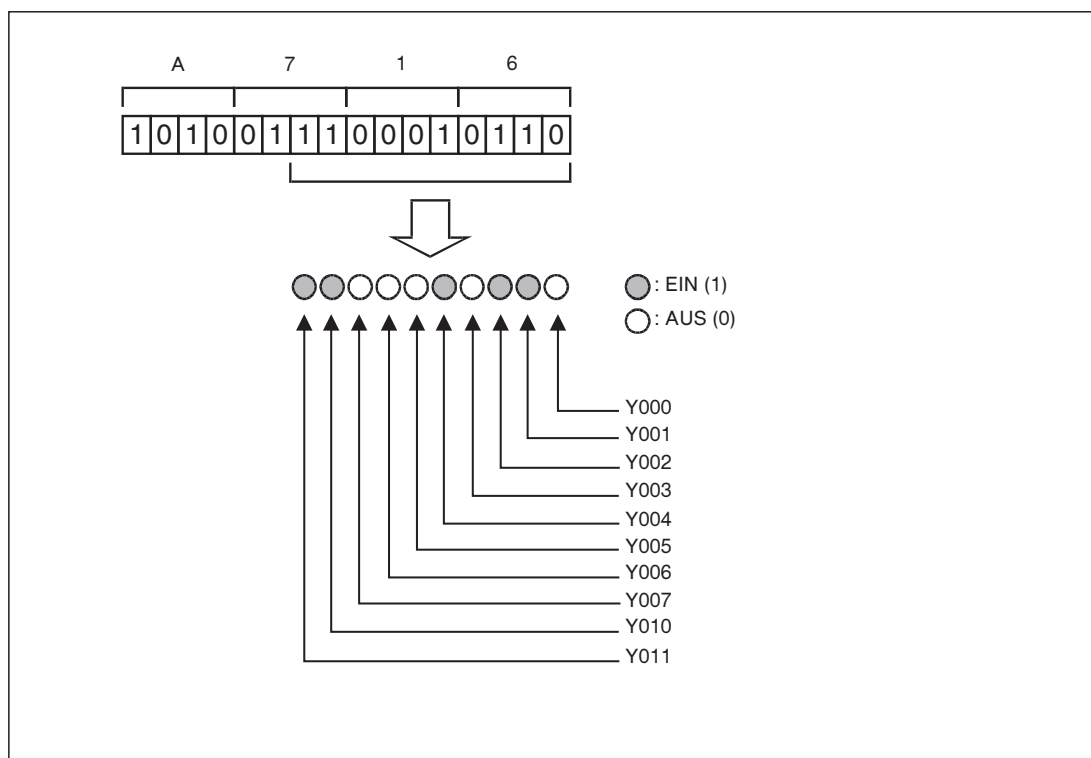 A 7 1 6
1 0 1 0 0 1 1 1 0 0 0 1 0 1 1 0
: EIN (1)
: AUS (0)
Y000
Y001
Y002
Y003
Y004
Y005
Y006
Y007
Y010
Y011